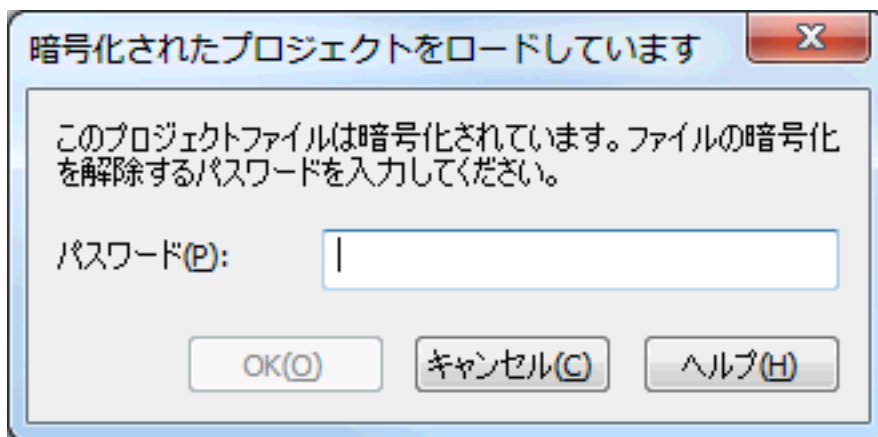 暗号化されたプロジェクトをロードしています
このプロジェクトファイルは暗号化されています。ファイルの暗号化
を解除するパスワードを入力してください。
パスワード(P):
OK(O) キャンセル(C) ヘルプ(H)